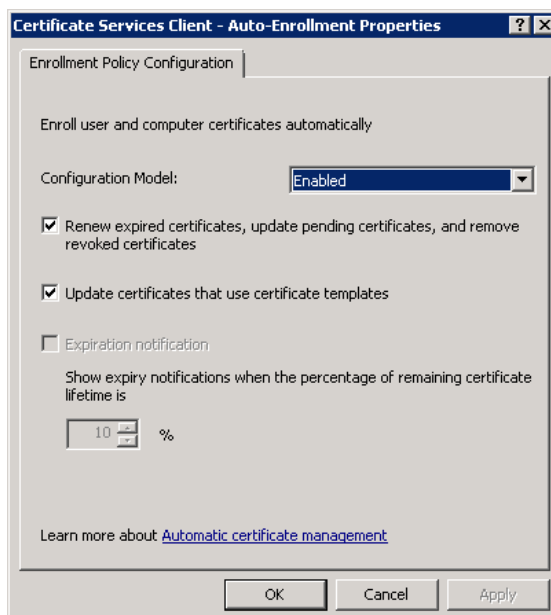 Certificate Services Client - Auto-Enrollment Properties
Enrollment Policy Configuration
Enroll user and computer certificates automatically
Configuration Model: Enabled
Renew expired certificates, update pending certificates, and remove
revoked certificates
Update certificates that use certificate templates
Expiration notification
Show expiry notifications when the percentage of remaining certificate
lifetime is
10 %
Learn more about Automatic certificate management
OK Cancel Apply